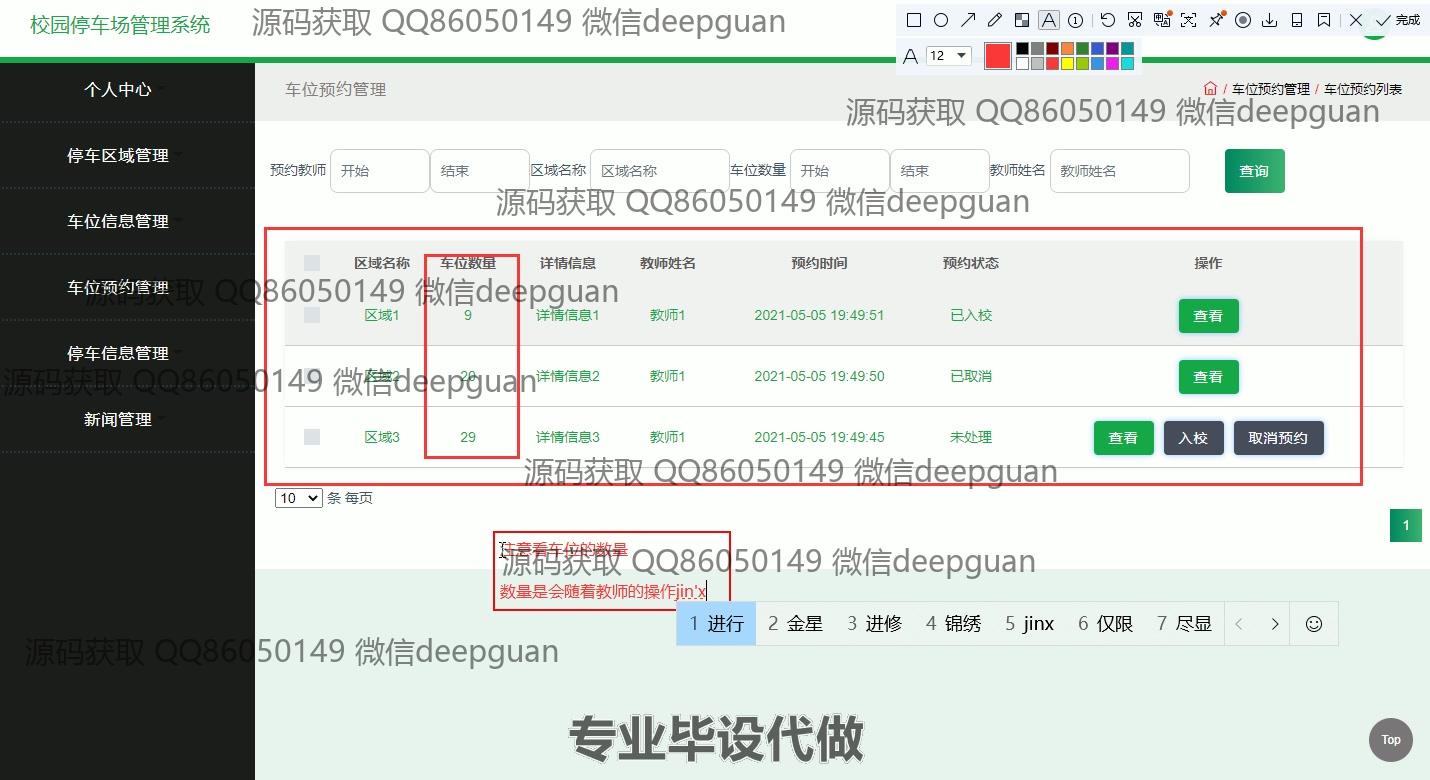 校园停车场管理系统
源码获取 QQ86050149 微信deepguan
完成
A 12
个人中心
停车区域管理
车位信息管理
车位预约管理
停车信息管理
新闻管理
车位预约管理
/ 车位预约管理 / 车位预约列表
源码获取 QQ86050149 微信deepguan
预约教师 开始 结束 区域名称 区域名称 车位数量 开始 结束 教师姓名 教师姓名 查询
源码获取 QQ86050149 微信deepguan
区域名称 车位数量 详情信息 教师姓名 预约时间 预约状态 操作
源码获取 QQ86050149 微信deepguan
区域1 9 详情信息1 教师1 2021-05-05 19:49:51 已入校 查看
区域2 20 详情信息2 教师1 2021-05-05 19:49:50 已取消 查看
源码获取 QQ86050149 微信deepguan
区域3 29 详情信息3 教师1 2021-05-05 19:49:45 未处理 查看 入校 取消预约
源码获取 QQ86050149 微信deepguan
10 条 每页
1
注意看车位的数量
源码获取 QQ86050149 微信deepguan
数量是会随着教师的操作jin'x
1 进行 2 金星 3 进修 4 锦绣 5 jinx 6 仅限 7 尽显
源码获取 QQ86050149 微信deepguan
专业毕设代做
Top